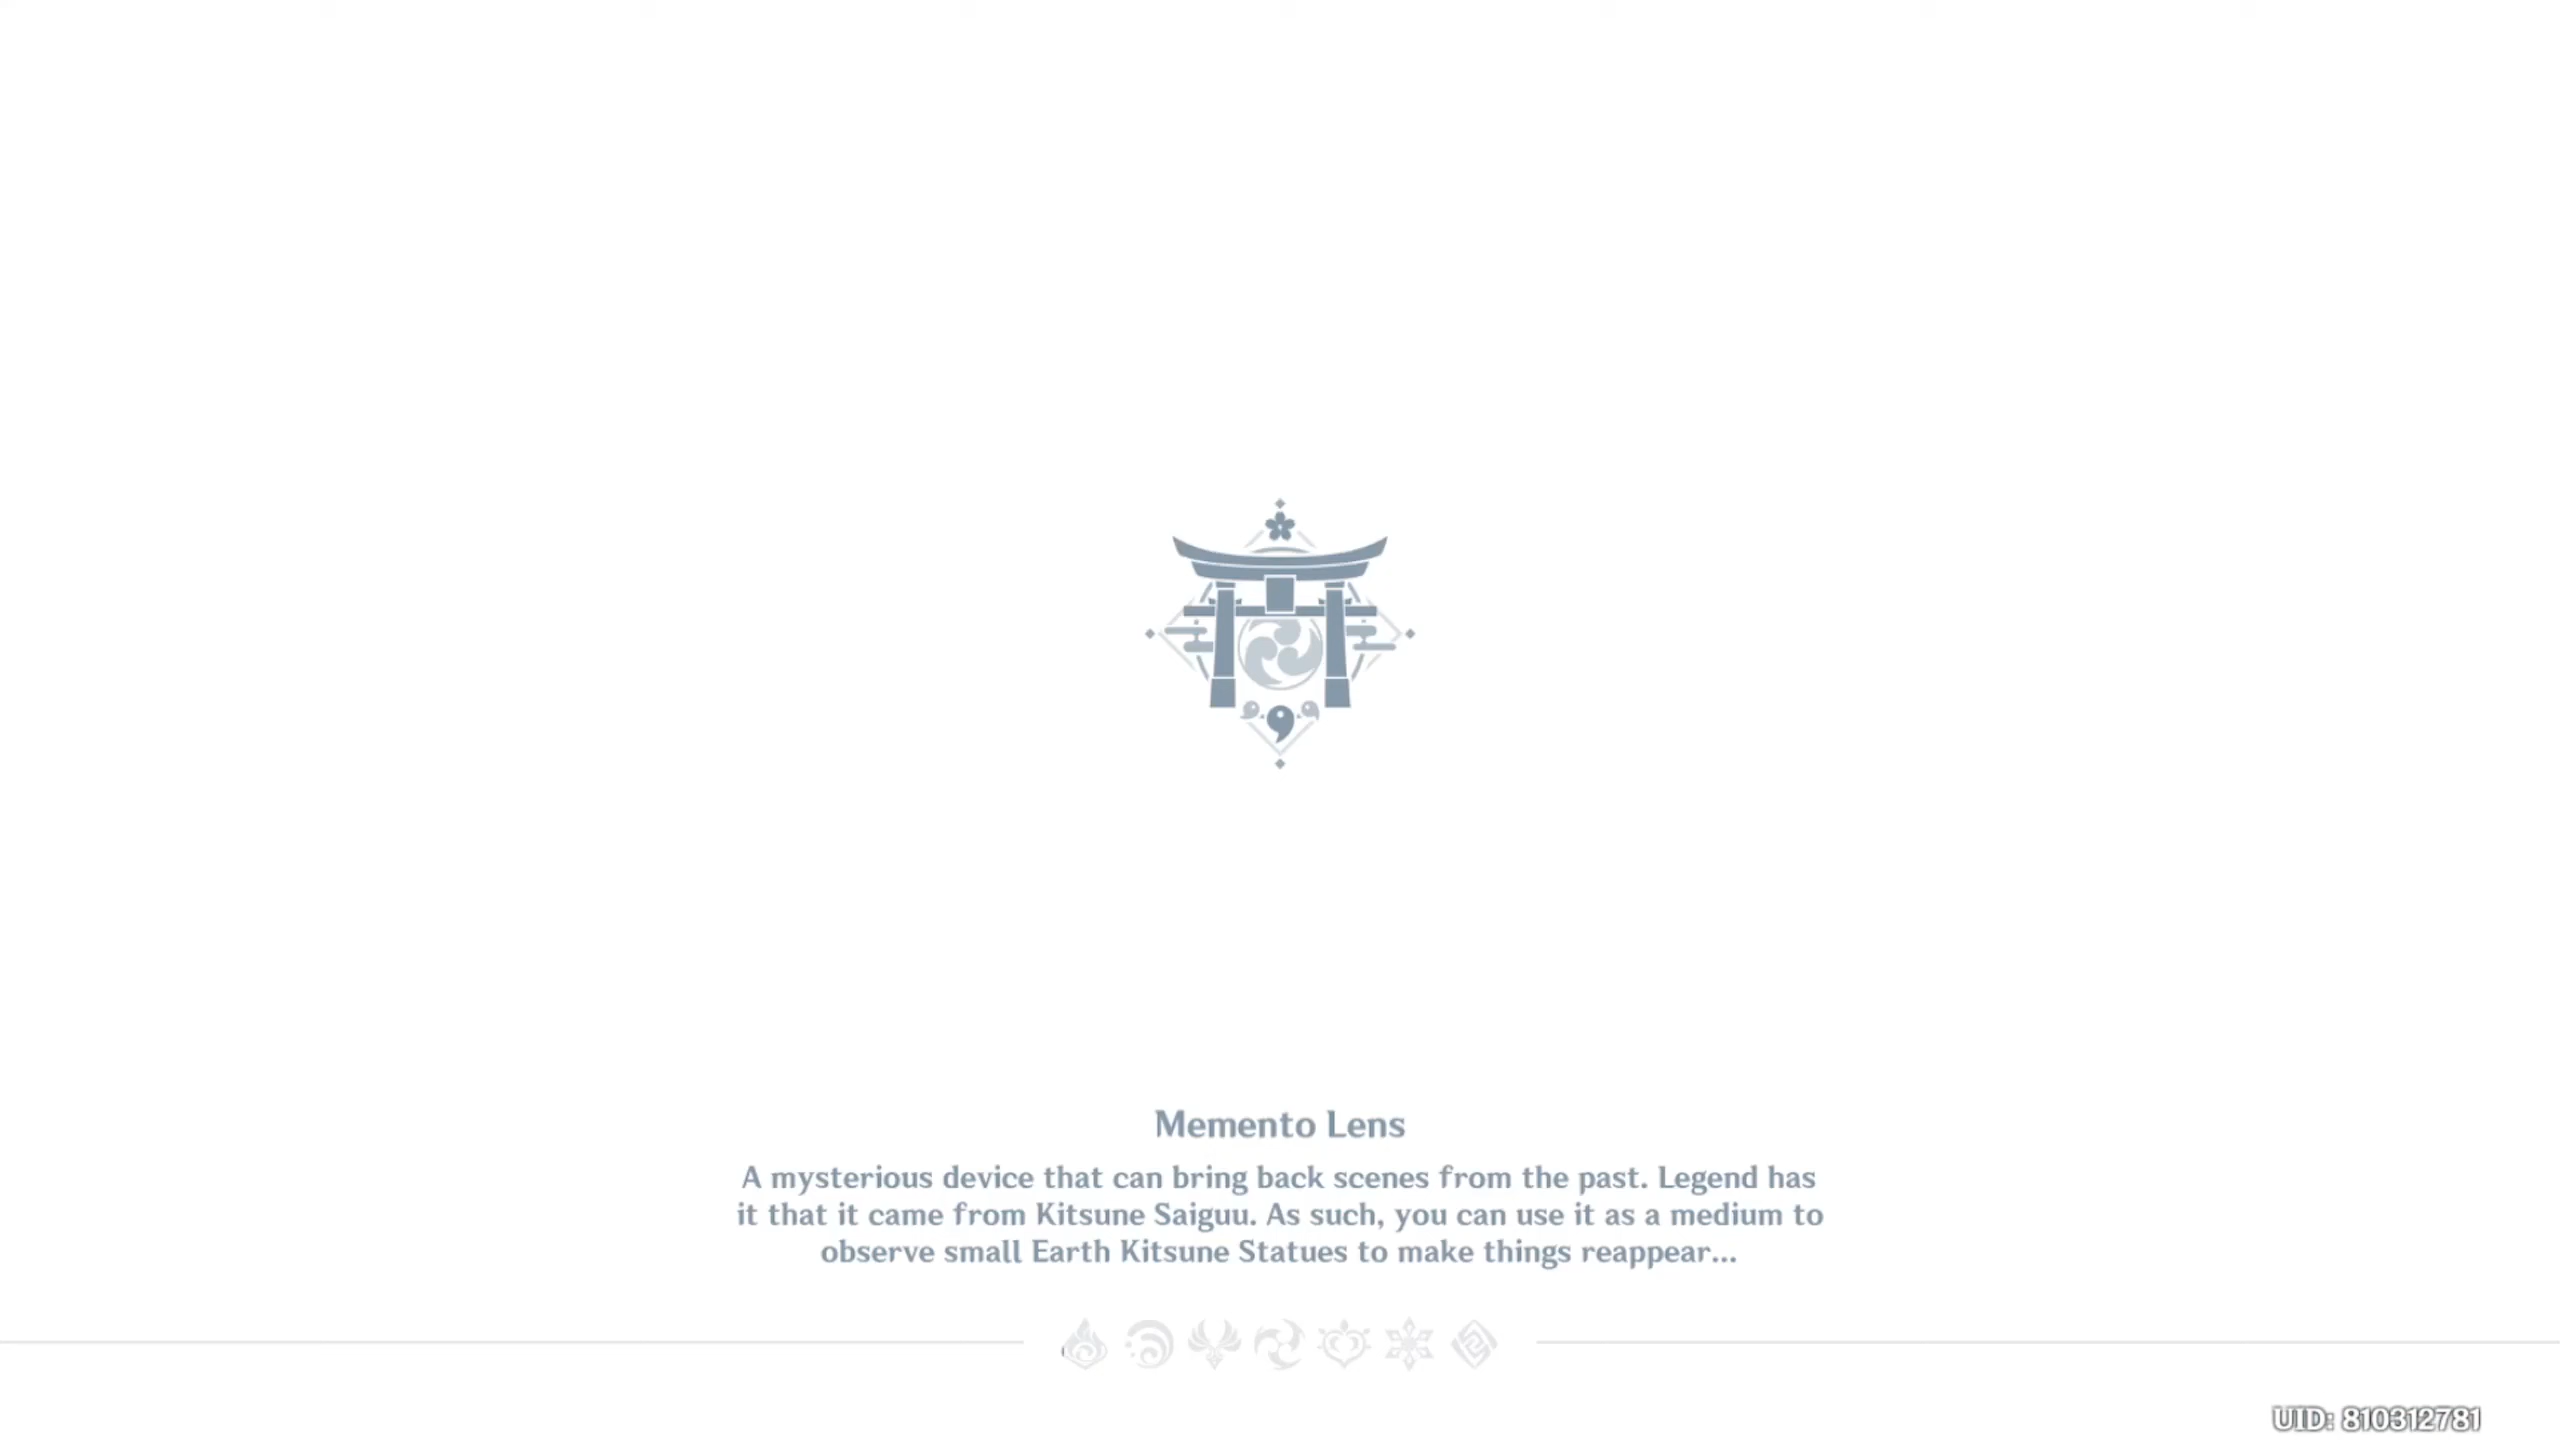 Memento Lens
A mysterious device that can bring back scenes from the past. Legend has
it that it came from Kitsune Saiguu. As such, you can use it as a medium to
observe small Earth Kitsune Statues to make things reappear...
UID: 810312781